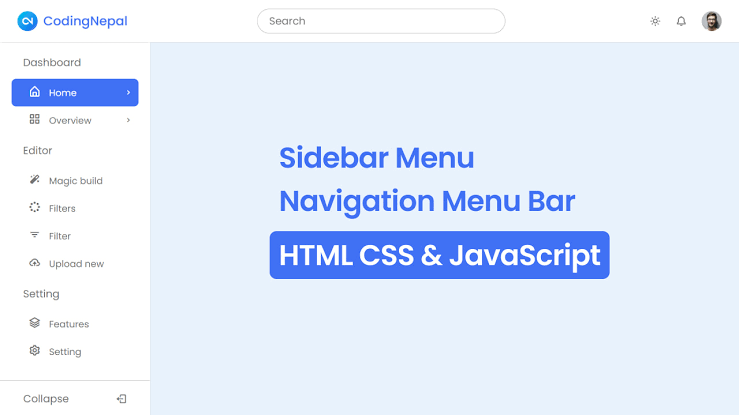 CodingNepal
Search
Dashboard
Home
Overview
Editor
Magic build
Filters
Filter
Upload new
Setting
Features
Setting
Collapse
Sidebar Menu
Navigation Menu Bar
HTML CSS & JavaScript